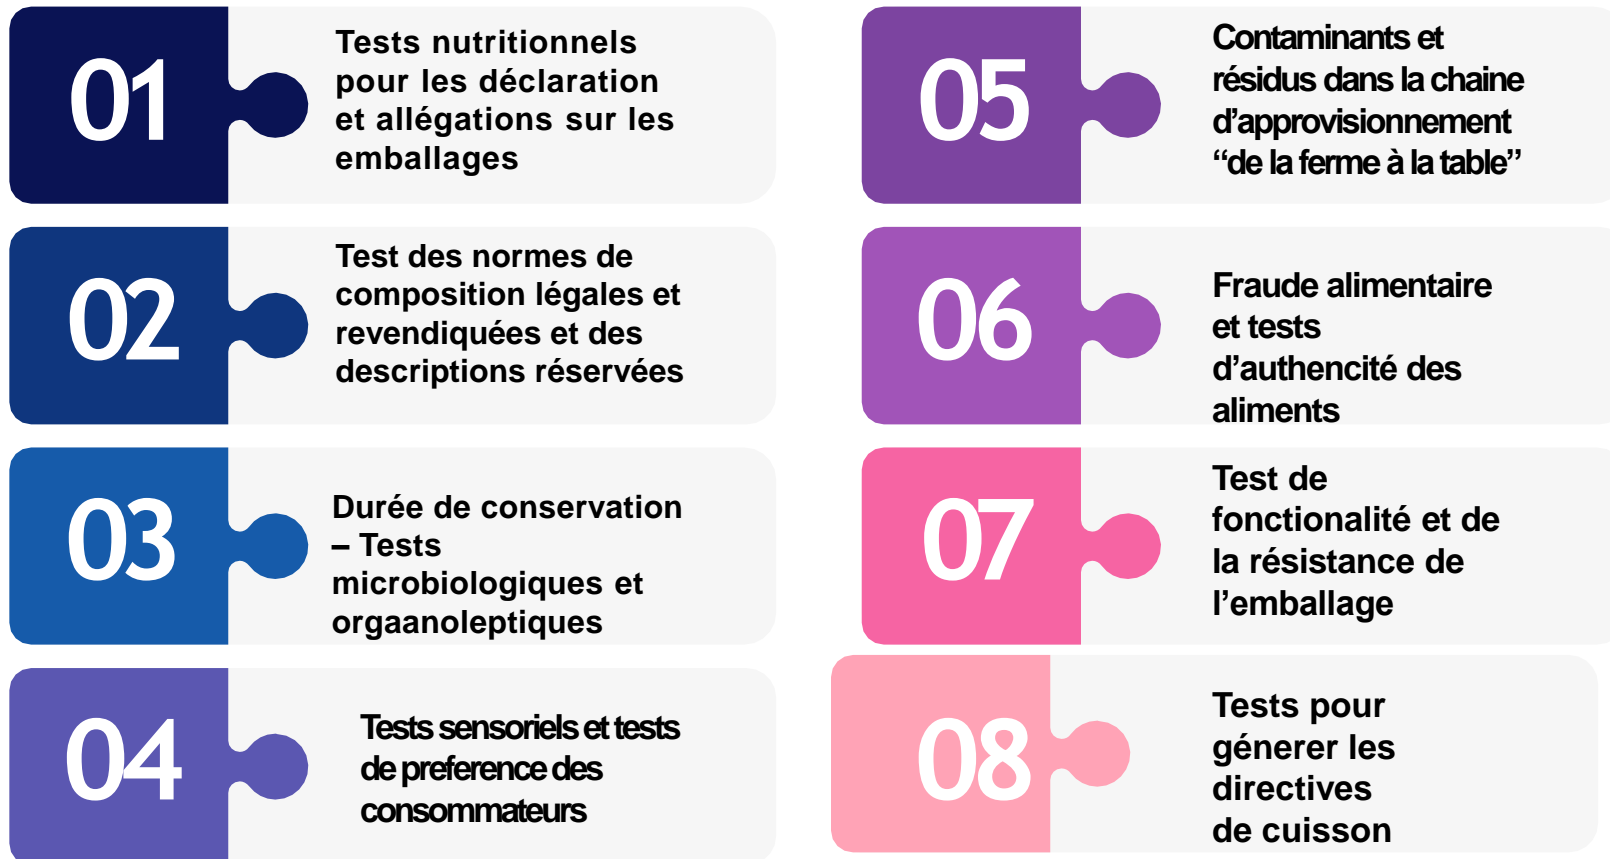 01
Tests nutritionnels
pour les déclaration
et allégations sur les
emballages
02
Test des normes de
composition légales et
revendiquées et des
descriptions réservées
03
Durée de conservation
– Tests
microbiologiques et
orgaanoleptiques
04
Tests sensoriels et tests
de preference des
consommateurs
05
Contaminants et
résidus dans la chaine
d’approvisionnement
“de la ferme à la table”
06
Fraude alimentaire
et tests
d’authencité des
aliments
07
Test de
fonctionalité et de
la résistance de
l’emballage
08
Tests pour
génerer les
directives
de cuisson